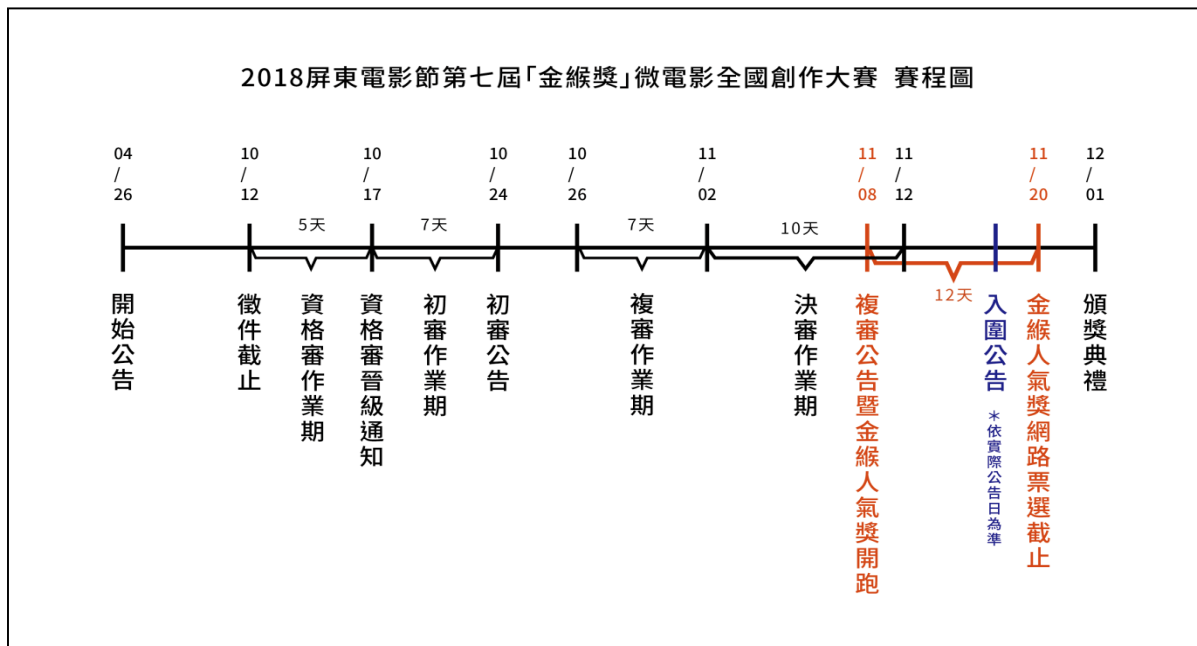 2018屏東電影節第七屆「金緱獎」微電影全國創作大賽 賽程圖
04/26
10/12
10/17
10/24
10/26
11/02
11/08
11/12
11/20
12/01
5天
7天
7天
10天
12天
開始公告
徵件截止
資格審作業期
資格審晉級通知
初審作業期
初審公告
複審作業期
決審作業期
複審公告暨金緱人氣獎開跑
入圍公告 *依實際公告日為準
金緱人氣獎網路票選截止
頒獎典禮